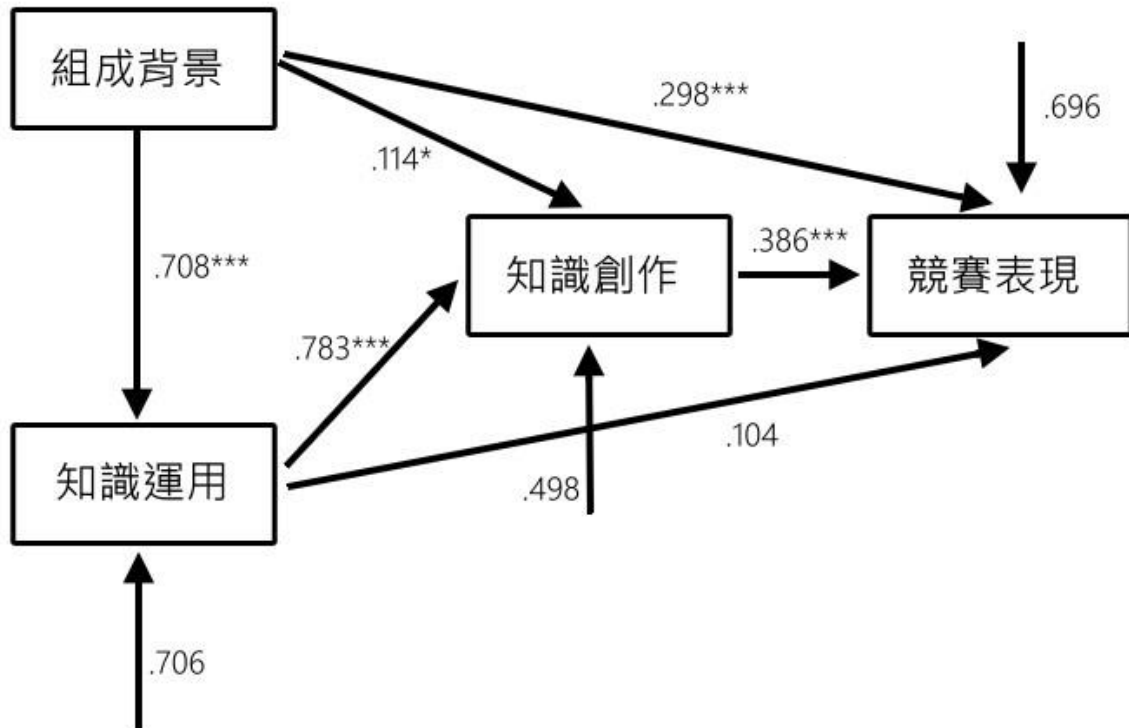 組成背景
.298***
.696
.114*
.708***
知識創作
.386***
競賽表現
.783***
.104
知識運用
.498
.706